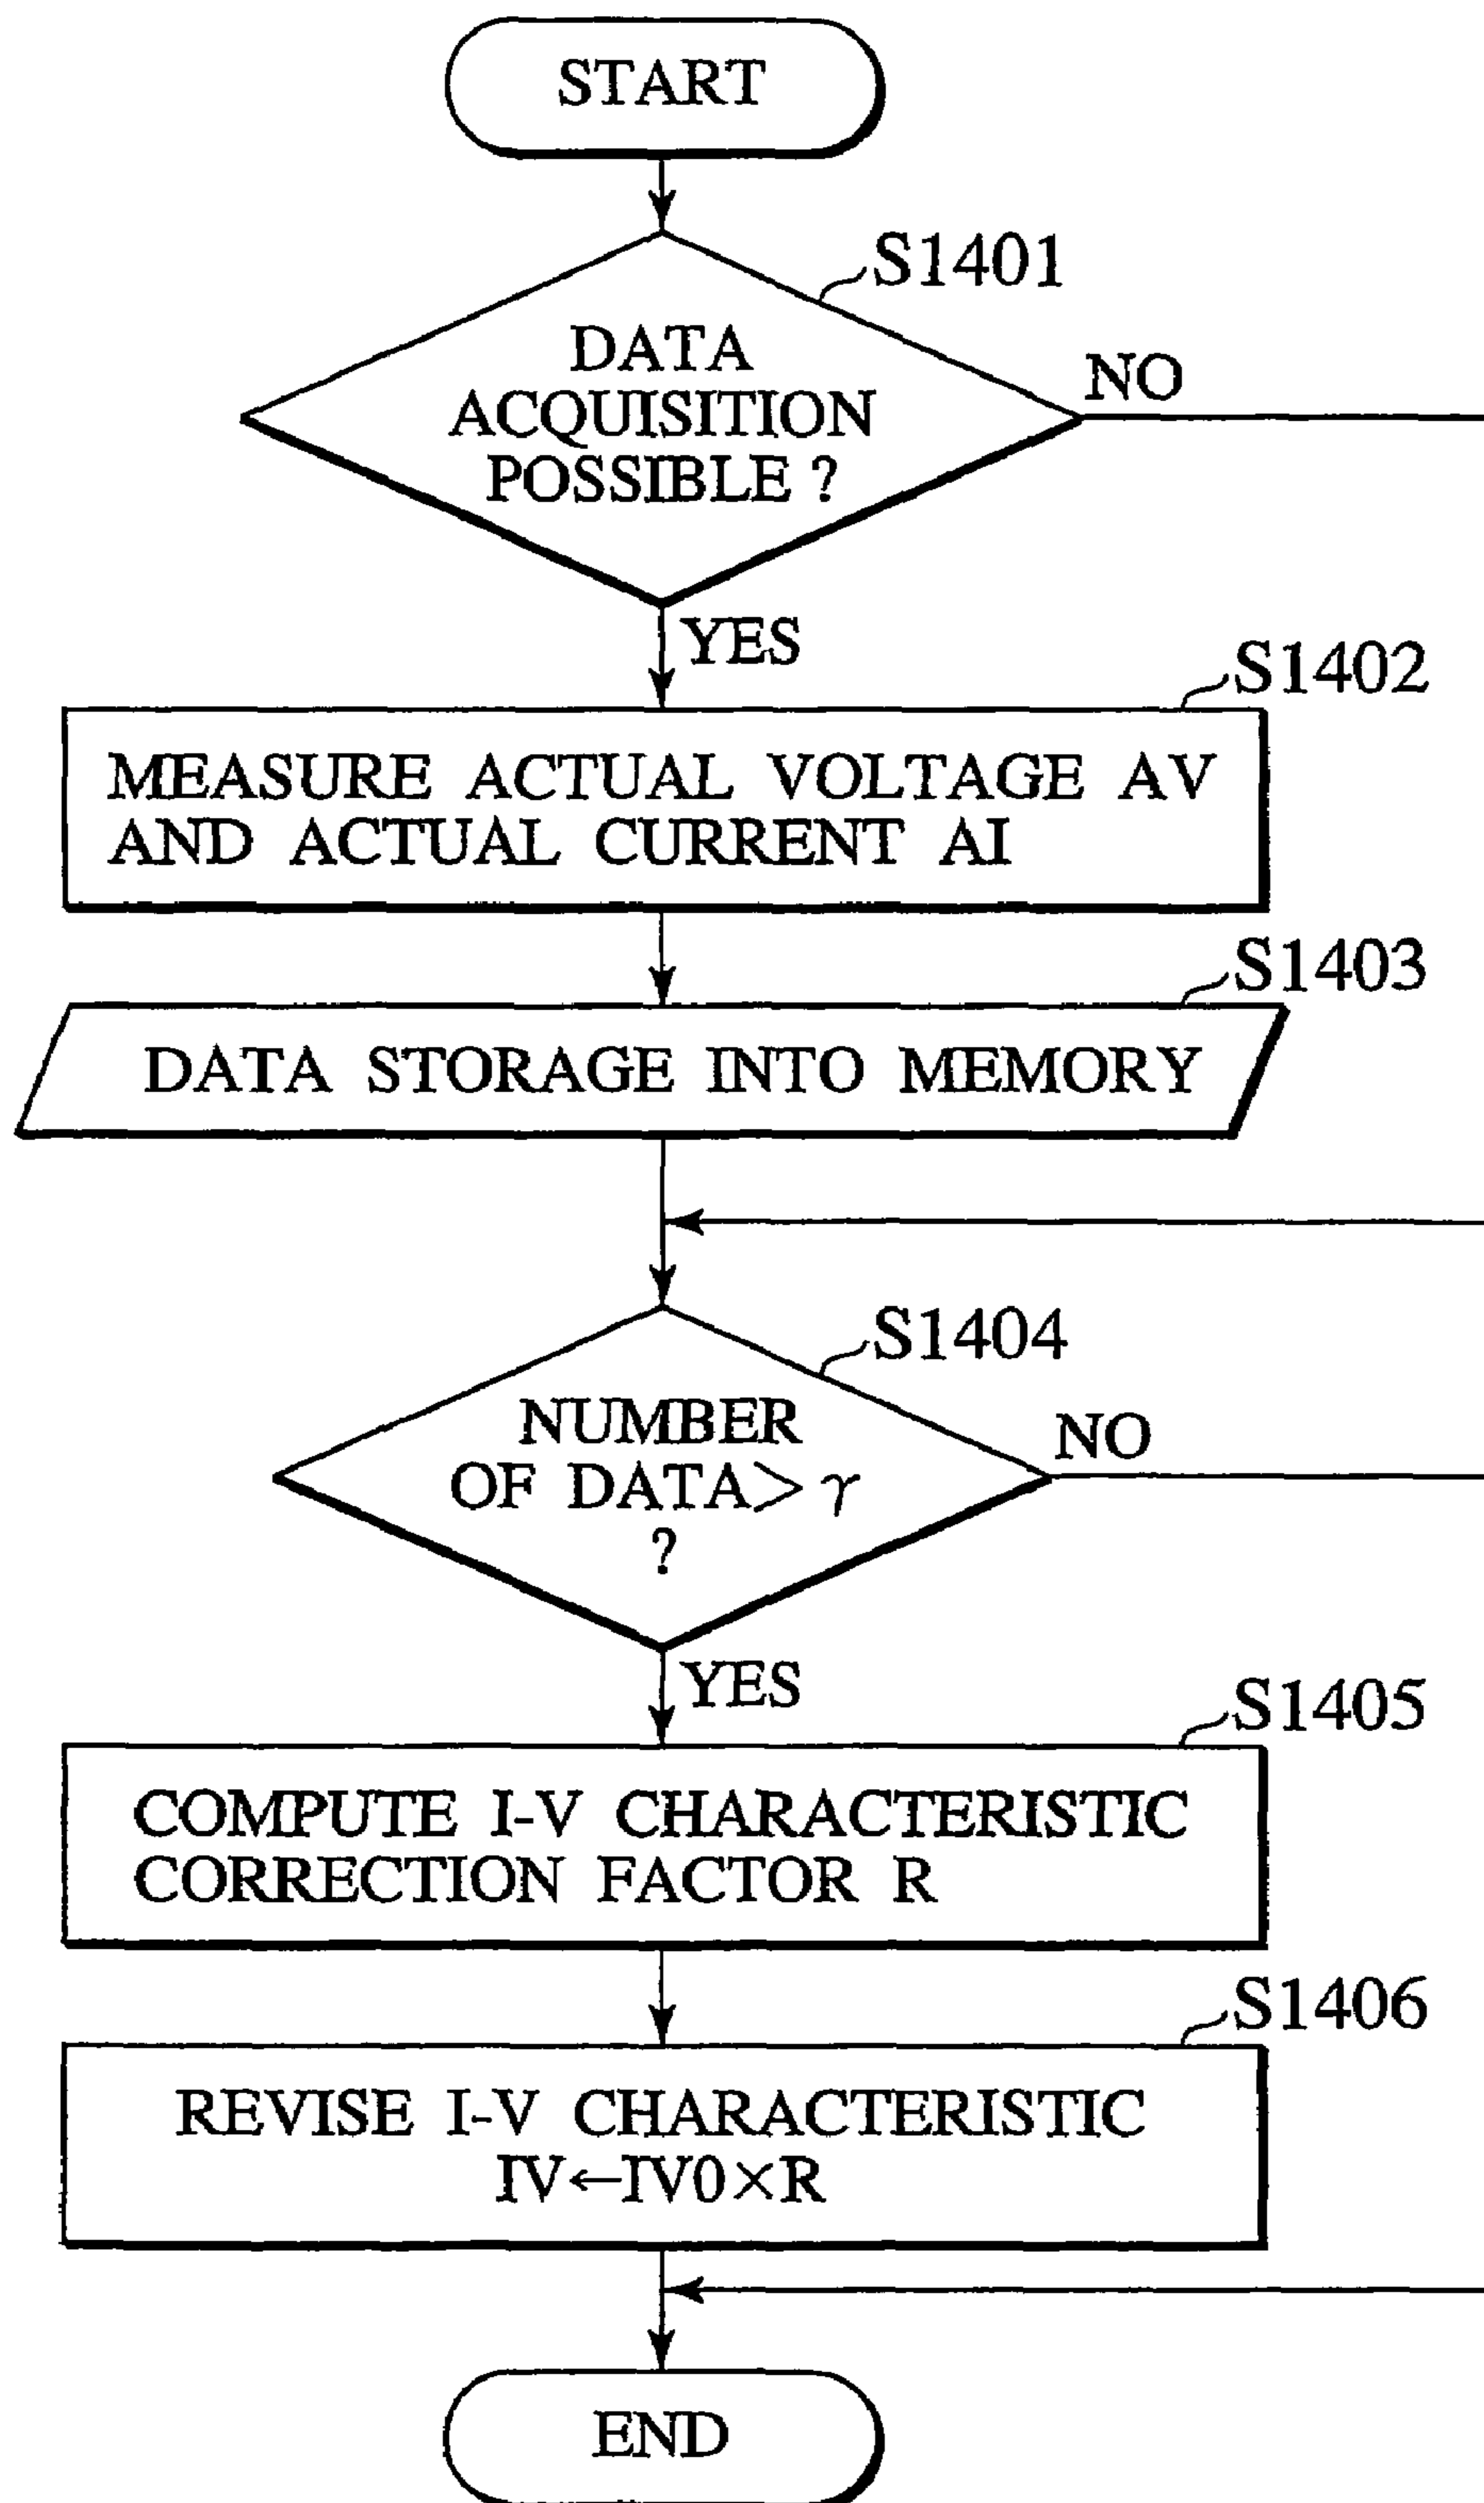 START
S1401
DATA
ACQUISITION
POSSIBLE ?
NO
YES
S1402
MEASURE ACTUAL VOLTAGE AV
AND ACTUAL CURRENT AI
S1403
DATA STORAGE INTO MEMORY
S1404
NUMBER
OF DATA> γ
?
NO
YES
S1405
COMPUTE I-V CHARACTERISTIC
CORRECTION FACTOR R
S1406
REVISE I-V CHARACTERISTIC
IV←IV0×R
END